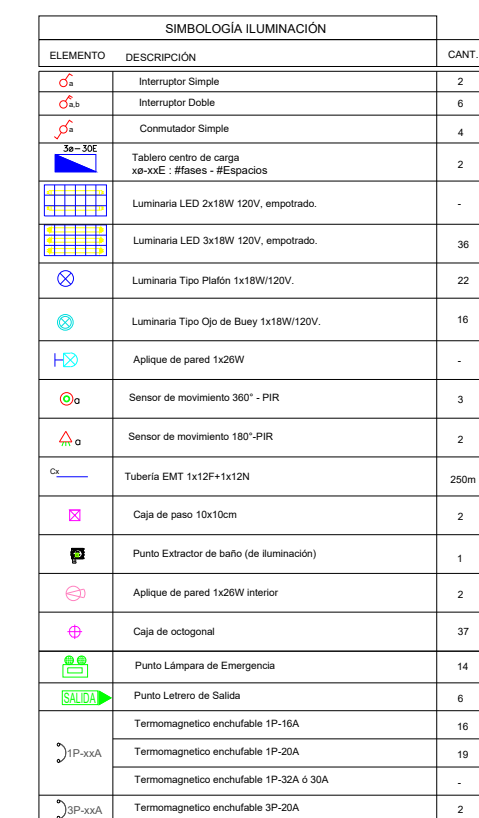 SIMBOLOGÍA ILUMINACIÓN
ELEMENTO DESCRIPCIÓN CANT.
a Interruptor Simple 2
a,b Interruptor Doble 6
a Conmutador Simple 4
3ø-30E
Tablero centro de carga
xø-xxE : #fases - #Espacios 2
Luminaria LED 2x18W 120V, empotrado. -
Luminaria LED 3x18W 120V, empotrado. 36
Luminaria Tipo Plafón 1x18W/120V. 22
Luminaria Tipo Ojo de Buey 1x18W/120V. 16
Aplique de pared 1x26W -
a Sensor de movimiento 360° - PIR 3
a Sensor de movimiento 180°-PIR 2
Cx Tubería EMT 1x12F+1x12N 250m
Caja de paso 10x10cm 2
Punto Extractor de baño (de iluminación) 1
Aplique de pared 1x26W interior 2
Caja de octogonal 37
Punto Lámpara de Emergencia 14
SALIDA Punto Letrero de Salida 6
Termomagnetico enchufable 1P-16A 16
1P-xxA Termomagnetico enchufable 1P-20A 19
Termomagnetico enchufable 1P-32A ó 30A -
3P-xxA Termomagnetico enchufable 3P-20A 2